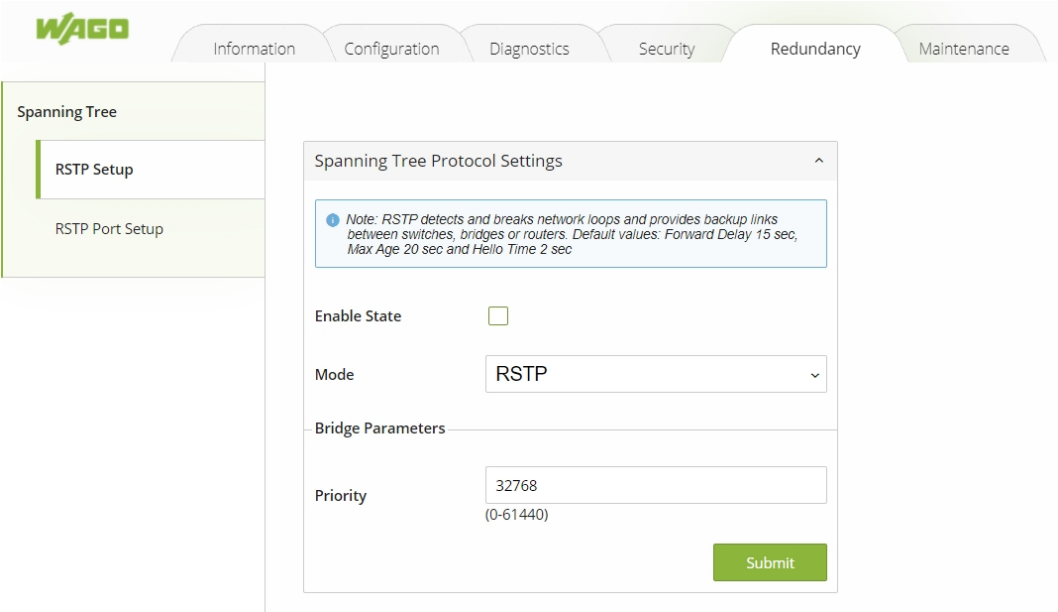 WAGO
Information Configuration Diagnostics Security Redundancy Maintenance
Spanning Tree
RSTP Setup
RSTP Port Setup
Spanning Tree Protocol Settings
Note: RSTP detects and breaks network loops and provides backup links
between switches, bridges or routers. Default values: Forward Delay 15 sec,
Max Age 20 sec and Hello Time 2 sec
Enable State
Mode RSTP
Bridge Parameters
Priority 32768
(0-61440)
Submit